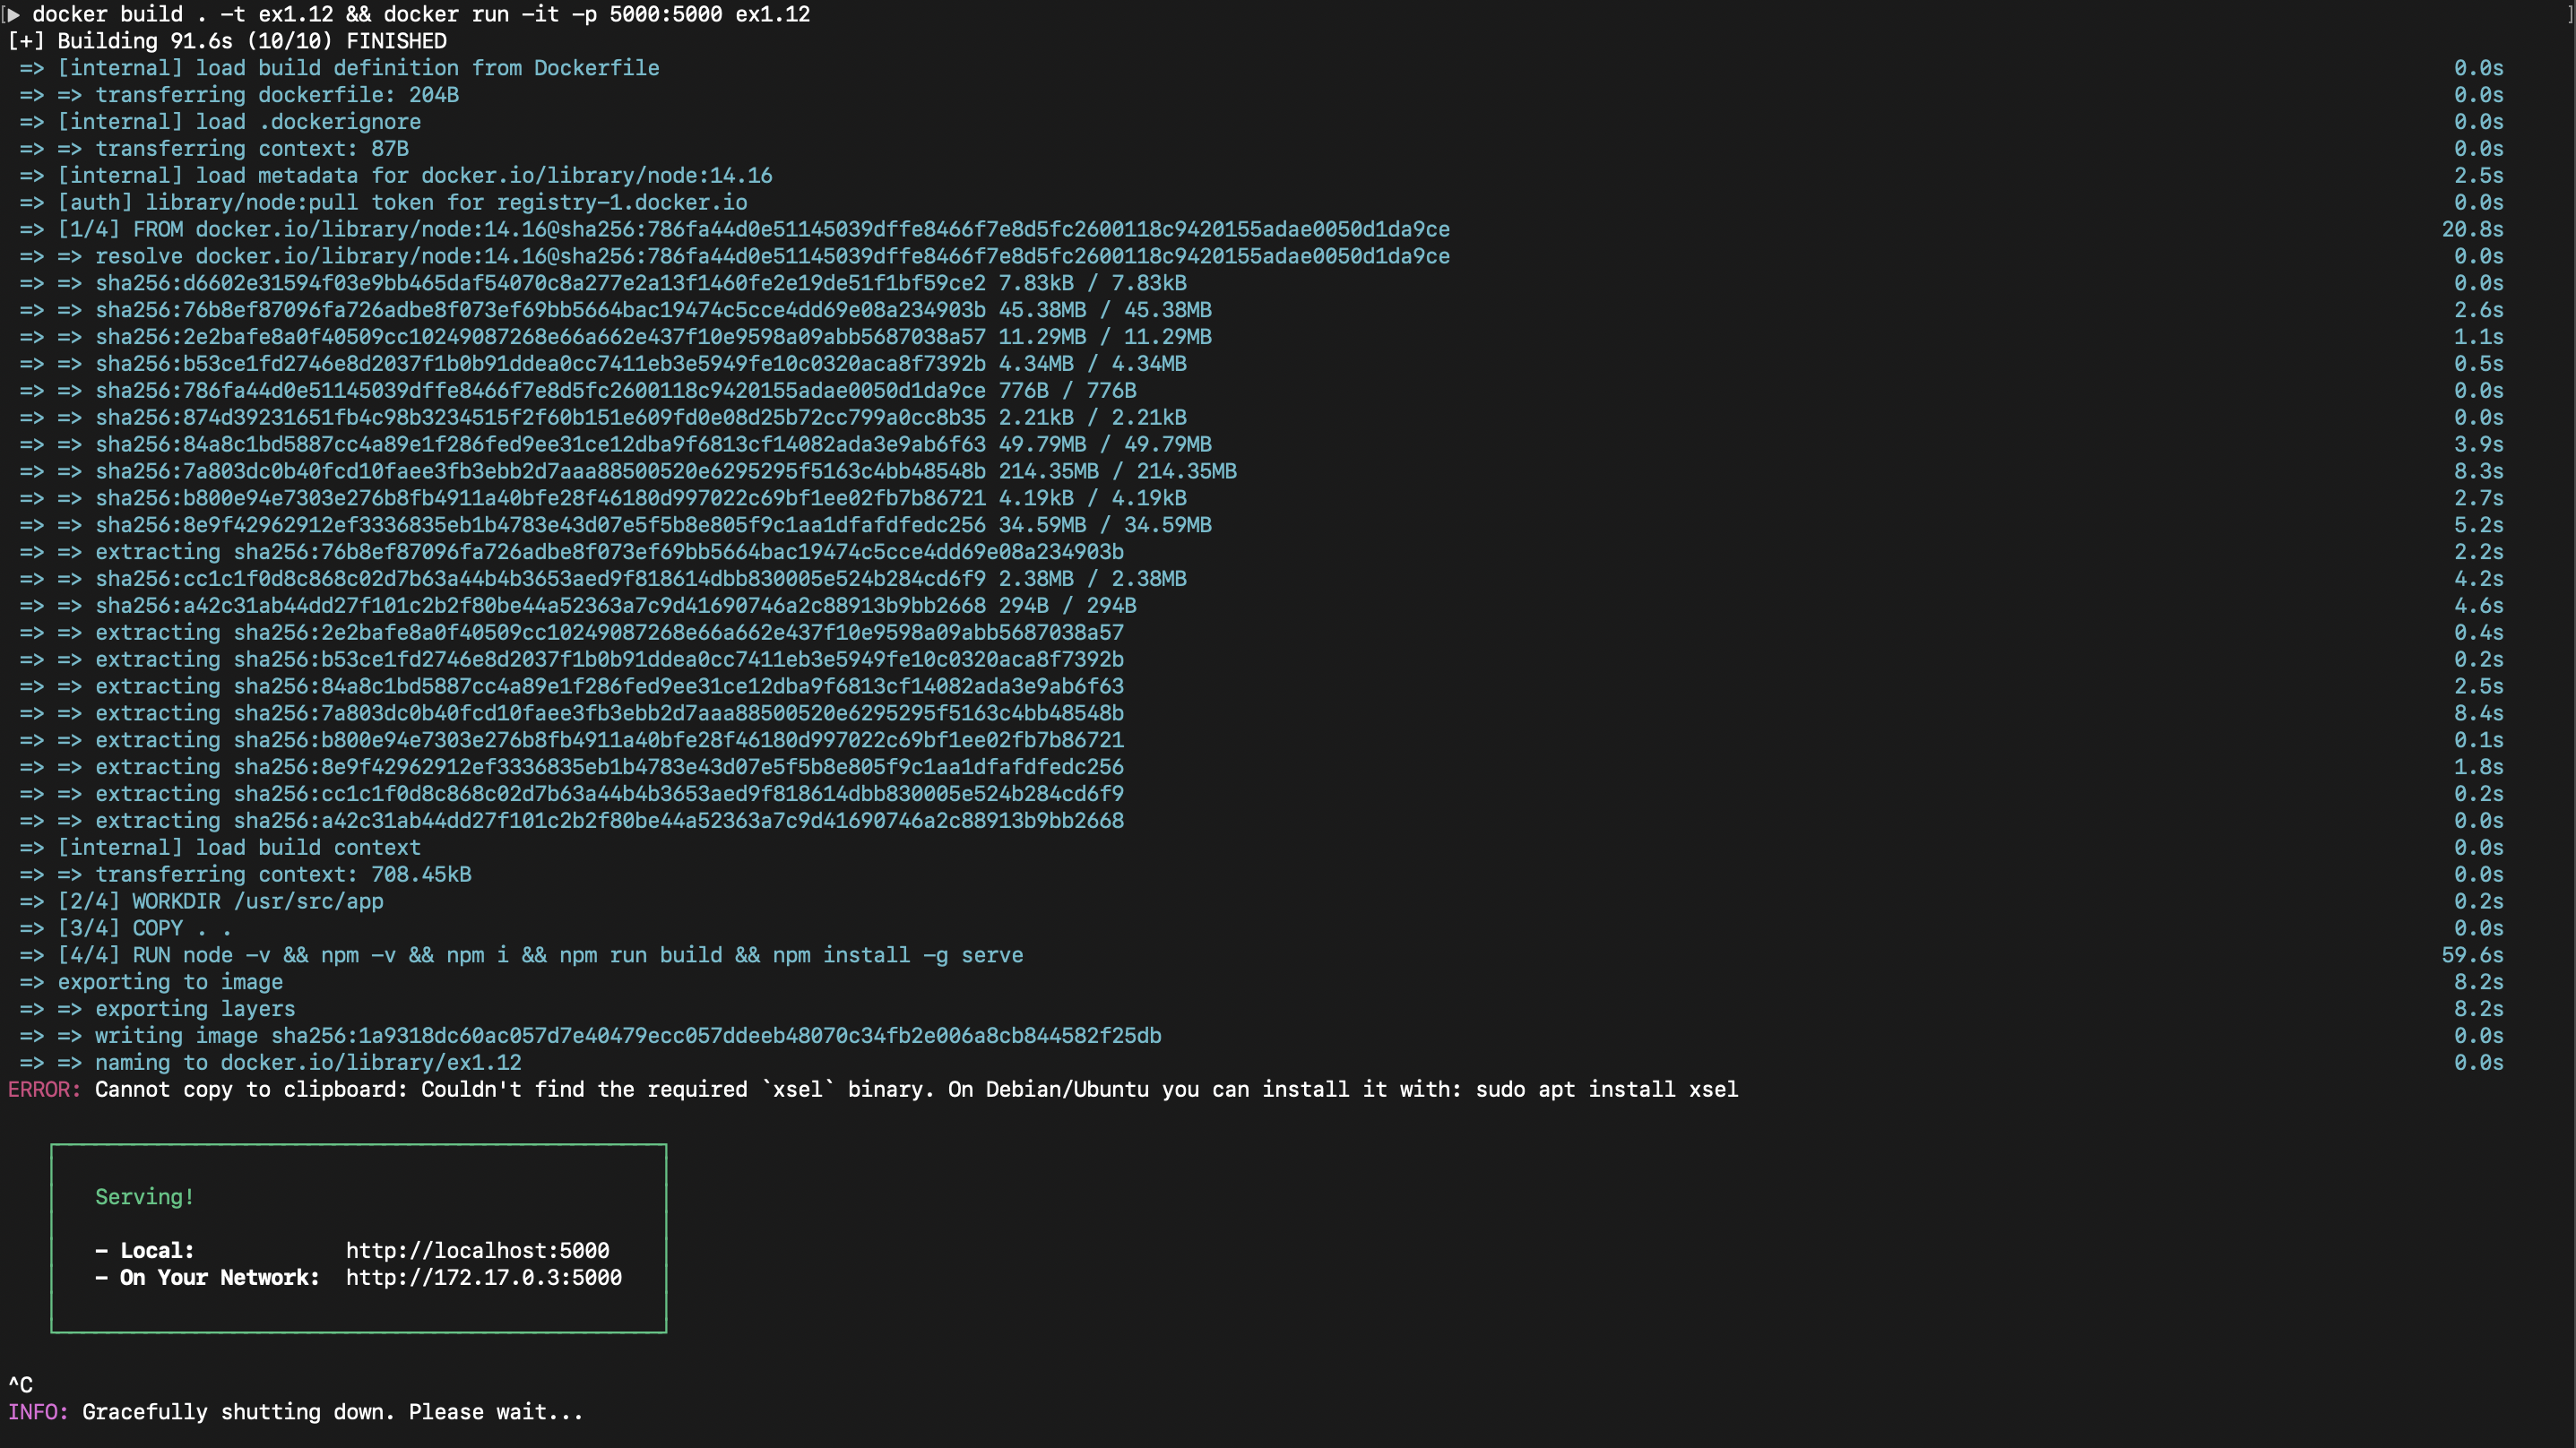 ▶ docker build . -t ex1.12 && docker run -it -p 5000:5000 ex1.12
[+] Building 91.6s (10/10) FINISHED
=> [internal] load build definition from Dockerfile 0.0s
=> => transferring dockerfile: 204B 0.0s
=> [internal] load .dockerignore 0.0s
=> => transferring context: 87B 0.0s
=> [internal] load metadata for docker.io/library/node:14.16 2.5s
=> [auth] library/node:pull token for registry-1.docker.io 0.0s
=> [1/4] FROM docker.io/library/node:14.16@sha256:786fa44d0e51145039dffe8466f7e8d5fc2600118c9420155adae0050d1da9ce 20.8s
=> => resolve docker.io/library/node:14.16@sha256:786fa44d0e51145039dffe8466f7e8d5fc2600118c9420155adae0050d1da9ce 0.0s
=> => sha256:d6602e31594f03e9bb465daf54070c8a277e2a13f1460fe2e19de51f1bf59ce2 7.83kB / 7.83kB 0.0s
=> => sha256:76b8ef87096fa726adbe8f073ef69bb5664bac19474c5cce4dd69e08a234903b 45.38MB / 45.38MB 2.6s
=> => sha256:2e2bafe8a0f40509cc10249087268e66a662e437f10e9598a09abb5687038a57 11.29MB / 11.29MB 1.1s
=> => sha256:b53ce1fd2746e8d2037f1b0b91ddea0cc7411eb3e5949fe10c0320aca8f7392b 4.34MB / 4.34MB 0.5s
=> => sha256:786fa44d0e51145039dffe8466f7e8d5fc2600118c9420155adae0050d1da9ce 776B / 776B 0.0s
=> => sha256:874d39231651fb4c98b3234515f2f60b151e609fd0e08d25b72cc799a0cc8b35 2.21kB / 2.21kB 0.0s
=> => sha256:84a8c1bd5887cc4a89e1f286fed9ee31ce12dba9f6813cf14082ada3e9ab6f63 49.79MB / 49.79MB 3.9s
=> => sha256:7a803dc0b40fcd10faee3fb3ebb2d7aaa88500520e6295295f5163c4bb48548b 214.35MB / 214.35MB 8.3s
=> => sha256:b800e94e7303e276b8fb4911a40bfe28f46180d997022c69bf1ee02fb7b86721 4.19kB / 4.19kB 2.7s
=> => sha256:8e9f42962912ef3336835eb1b4783e43d07e5f5b8e805f9c1aa1dfafdfedc256 34.59MB / 34.59MB 5.2s
=> => extracting sha256:76b8ef87096fa726adbe8f073ef69bb5664bac19474c5cce4dd69e08a234903b 2.2s
=> => sha256:cc1c1f0d8c868c02d7b63a44b4b3653aed9f818614dbb830005e524b284cd6f9 2.38MB / 2.38MB 4.2s
=> => sha256:a42c31ab44dd27f101c2b2f80be44a52363a7c9d41690746a2c88913b9bb2668 294B / 294B 4.6s
=> => extracting sha256:2e2bafe8a0f40509cc10249087268e66a662e437f10e9598a09abb5687038a57 0.4s
=> => extracting sha256:b53ce1fd2746e8d2037f1b0b91ddea0cc7411eb3e5949fe10c0320aca8f7392b 0.2s
=> => extracting sha256:84a8c1bd5887cc4a89e1f286fed9ee31ce12dba9f6813cf14082ada3e9ab6f63 2.5s
=> => extracting sha256:7a803dc0b40fcd10faee3fb3ebb2d7aaa88500520e6295295f5163c4bb48548b 8.4s
=> => extracting sha256:b800e94e7303e276b8fb4911a40bfe28f46180d997022c69bf1ee02fb7b86721 0.1s
=> => extracting sha256:8e9f42962912ef3336835eb1b4783e43d07e5f5b8e805f9c1aa1dfafdfedc256 1.8s
=> => extracting sha256:cc1c1f0d8c868c02d7b63a44b4b3653aed9f818614dbb830005e524b284cd6f9 0.2s
=> => extracting sha256:a42c31ab44dd27f101c2b2f80be44a52363a7c9d41690746a2c88913b9bb2668 0.0s
=> [internal] load build context 0.0s
=> => transferring context: 708.45kB 0.0s
=> [2/4] WORKDIR /usr/src/app 0.2s
=> [3/4] COPY . . 0.0s
=> [4/4] RUN node -v && npm -v && npm i && npm run build && npm install -g serve 59.6s
=> exporting to image 8.2s
=> => exporting layers 8.2s
=> => writing image sha256:1a9318dc60ac057d7e40479ecc057ddeeb48070c34fb2e006a8cb844582f25db 0.0s
=> => naming to docker.io/library/ex1.12 0.0s
ERROR: Cannot copy to clipboard: Couldn't find the required `xsel` binary. On Debian/Ubuntu you can install it with: sudo apt install xsel
Serving!
- Local: http://localhost:5000
- On Your Network: http://172.17.0.3:5000
^C
INFO: Gracefully shutting down. Please wait...